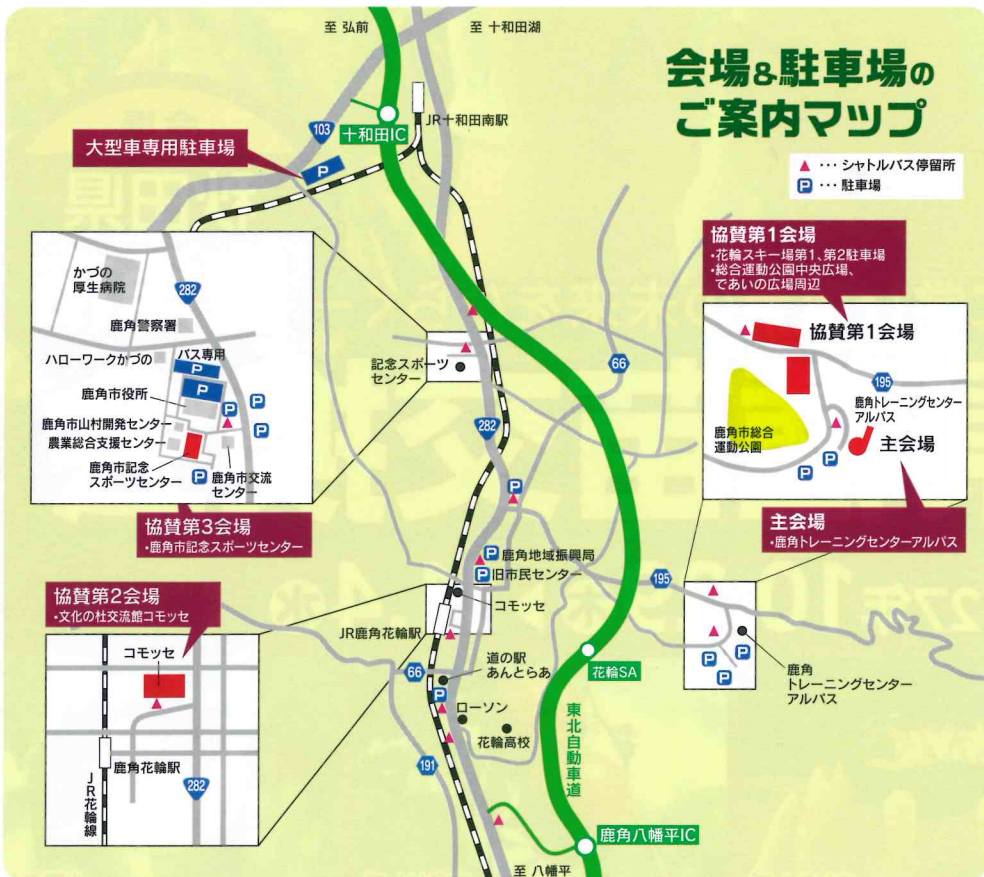 至 弘前
至 十和田湖
会場&駐車場の
ご案内マップ
▲ ・・・ シャトルバス停留所
P ・・・ 駐車場
JR十和田南駅
103
十和田IC
大型車専用駐車場
P
協賛第1会場
・花輪スキー場第1、第2駐車場
・総合運動公園中央広場、
であいの広場周辺
協賛第1会場
195
鹿角トレーニングセンター
アルパス
鹿角市総合
運動公園
主会場
P
P
主会場
・鹿角トレーニングセンターアルパス
かづの
厚生病院
282
鹿角警察署
ハローワークかづの
バス専用
P
P
鹿角市役所
P
P
P
鹿角市山村開発センター
農業総合支援センター
鹿角市記念
スポーツセンター
P
鹿角市交流
センター
協賛第3会場
・鹿角市記念スポーツセンター
記念スポーツ
センター
66
282
P
P
鹿角地域振興局
P
旧市民センター
コモッセ
195
JR鹿角花輪駅
66
道の駅
あんとらあ
P
ローソン
花輪高校
191
花輪SA
東北自動車道
P
P
P
鹿角
トレーニングセンター
アルパス
協賛第2会場
・文化の杜交流館コモッセ
コモッセ
鹿角花輪駅
282
JR花輪線
鹿角八幡平IC
至 八幡平